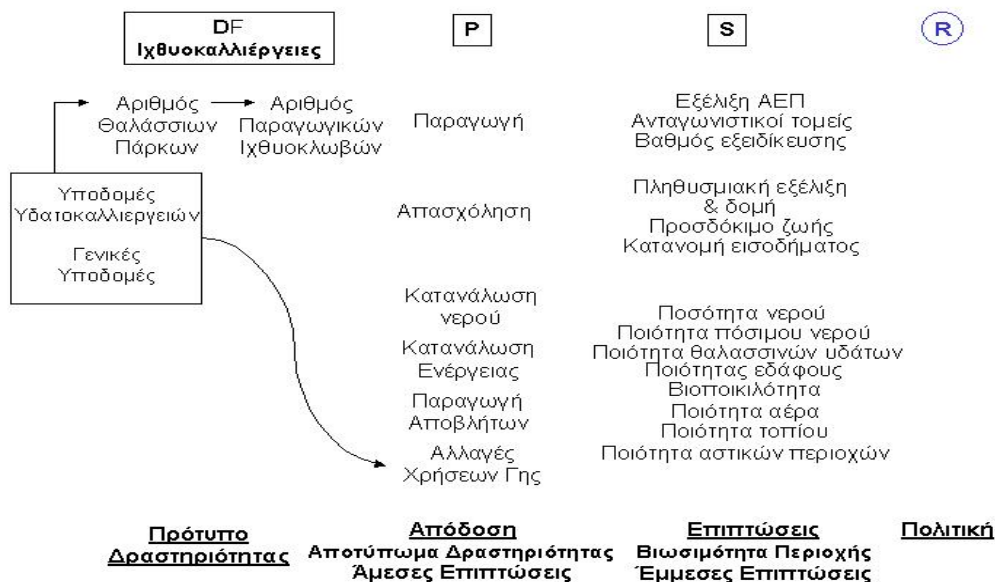 DF
Ιχθυοκαλλιέργειες
P
S
R
Αριθμός
Θαλάσσιων
Πάρκων
Αριθμός
Παραγωγικών
Ιχθυοκλωβών
Υποδομές
Υδατοκαλλιεργειών
Γενικές
Υποδομές
Παραγωγή
Απασχόληση
Κατανάλωση
νερού
Κατανάλωση
Ενέργειας
Παραγωγή
Αποβλήτων
Αλλαγές
Χρήσεων Γης
Εξέλιξη ΑΕΠ
Ανταγωνιστικοί τομείς
Βαθμός εξειδίκευσης
Πληθυσμιακή εξέλιξη
& δομή
Προσδόκιμο ζωής
Κατανομή εισοδήματος
Ποσότητα νερού
Ποιότητα πόσιμου νερού
Ποιότητα θαλασσινών υδάτων
Ποιότητας εδάφους
Βιοποικιλότητα
Ποιότητα αέρα
Ποιότητα τοπίου
Ποιότητα αστικών περιοχών
Πρότυπο
Δραστηριότητας
Απόδοση
Αποτύπωμα Δραστηριότητας
Άμεσες Επιπτώσεις
Επιπτώσεις
Βιωσιμότητα Περιοχής
Έμμεσες Επιπτώσεις
Πολιτική